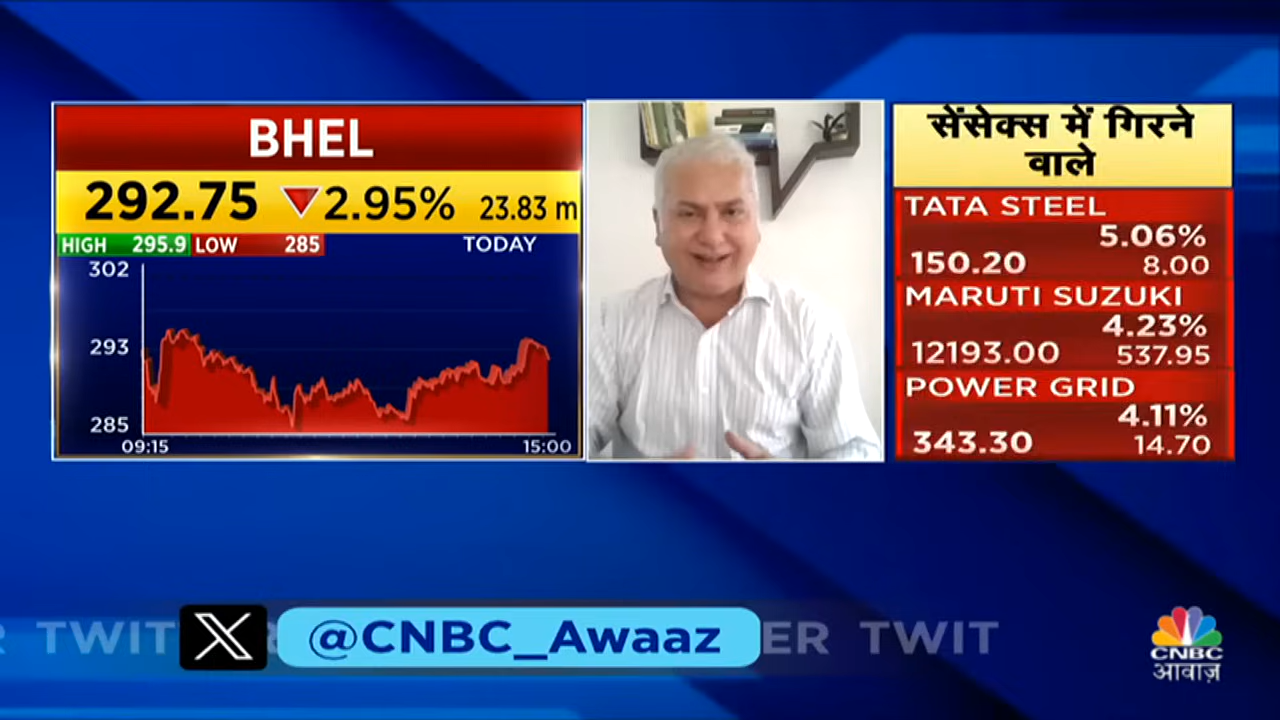 BHEL
292.75 ▼2.95% 23.83 m
HIGH 295.9 LOW 285 TODAY
302
293
285
09:15 15:00
सेंसेक्स में गिरने
वाले
TATA STEEL
5.06%
150.20 8.00
MARUTI SUZUKI
4.23%
12193.00 537.95
POWER GRID
4.11%
343.30 14.70
TWIT
@CNBC_Awaaz
ER TWIT
CNBC
आवाज़